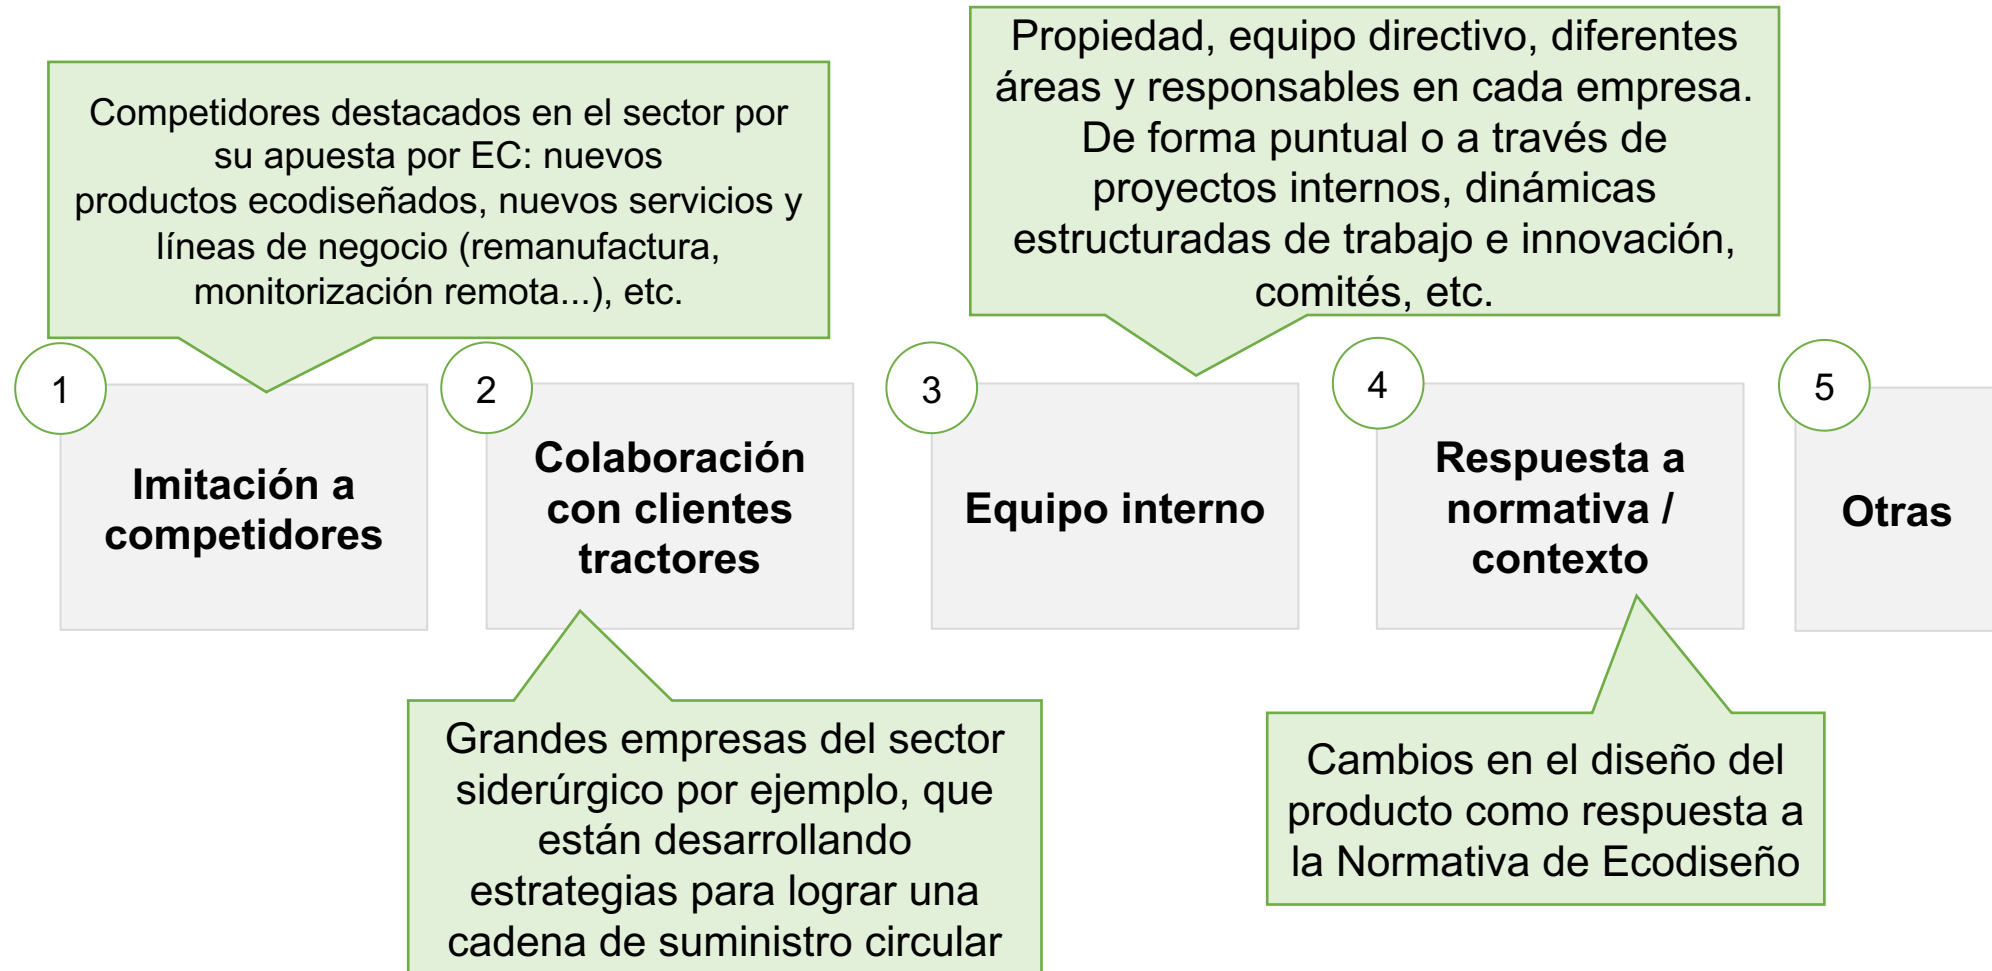 Competidores destacados en el sector por
su apuesta por EC: nuevos
productos ecodiseñados, nuevos servicios y
líneas de negocio (remanufactura,
monitorización remota...), etc.
Propiedad, equipo directivo, diferentes
áreas y responsables en cada empresa.
De forma puntual o a través de
proyectos internos, dinámicas
estructuradas de trabajo e innovación,
comités, etc.
1
Imitación a
competidores
2
Colaboración
con clientes
tractores
3
Equipo interno
4
Respuesta a
normativa /
contexto
5
Otras
Grandes empresas del sector
siderúrgico por ejemplo, que
están desarrollando
estrategias para lograr una
cadena de suministro circular
Cambios en el diseño del
producto como respuesta a
la Normativa de Ecodiseño